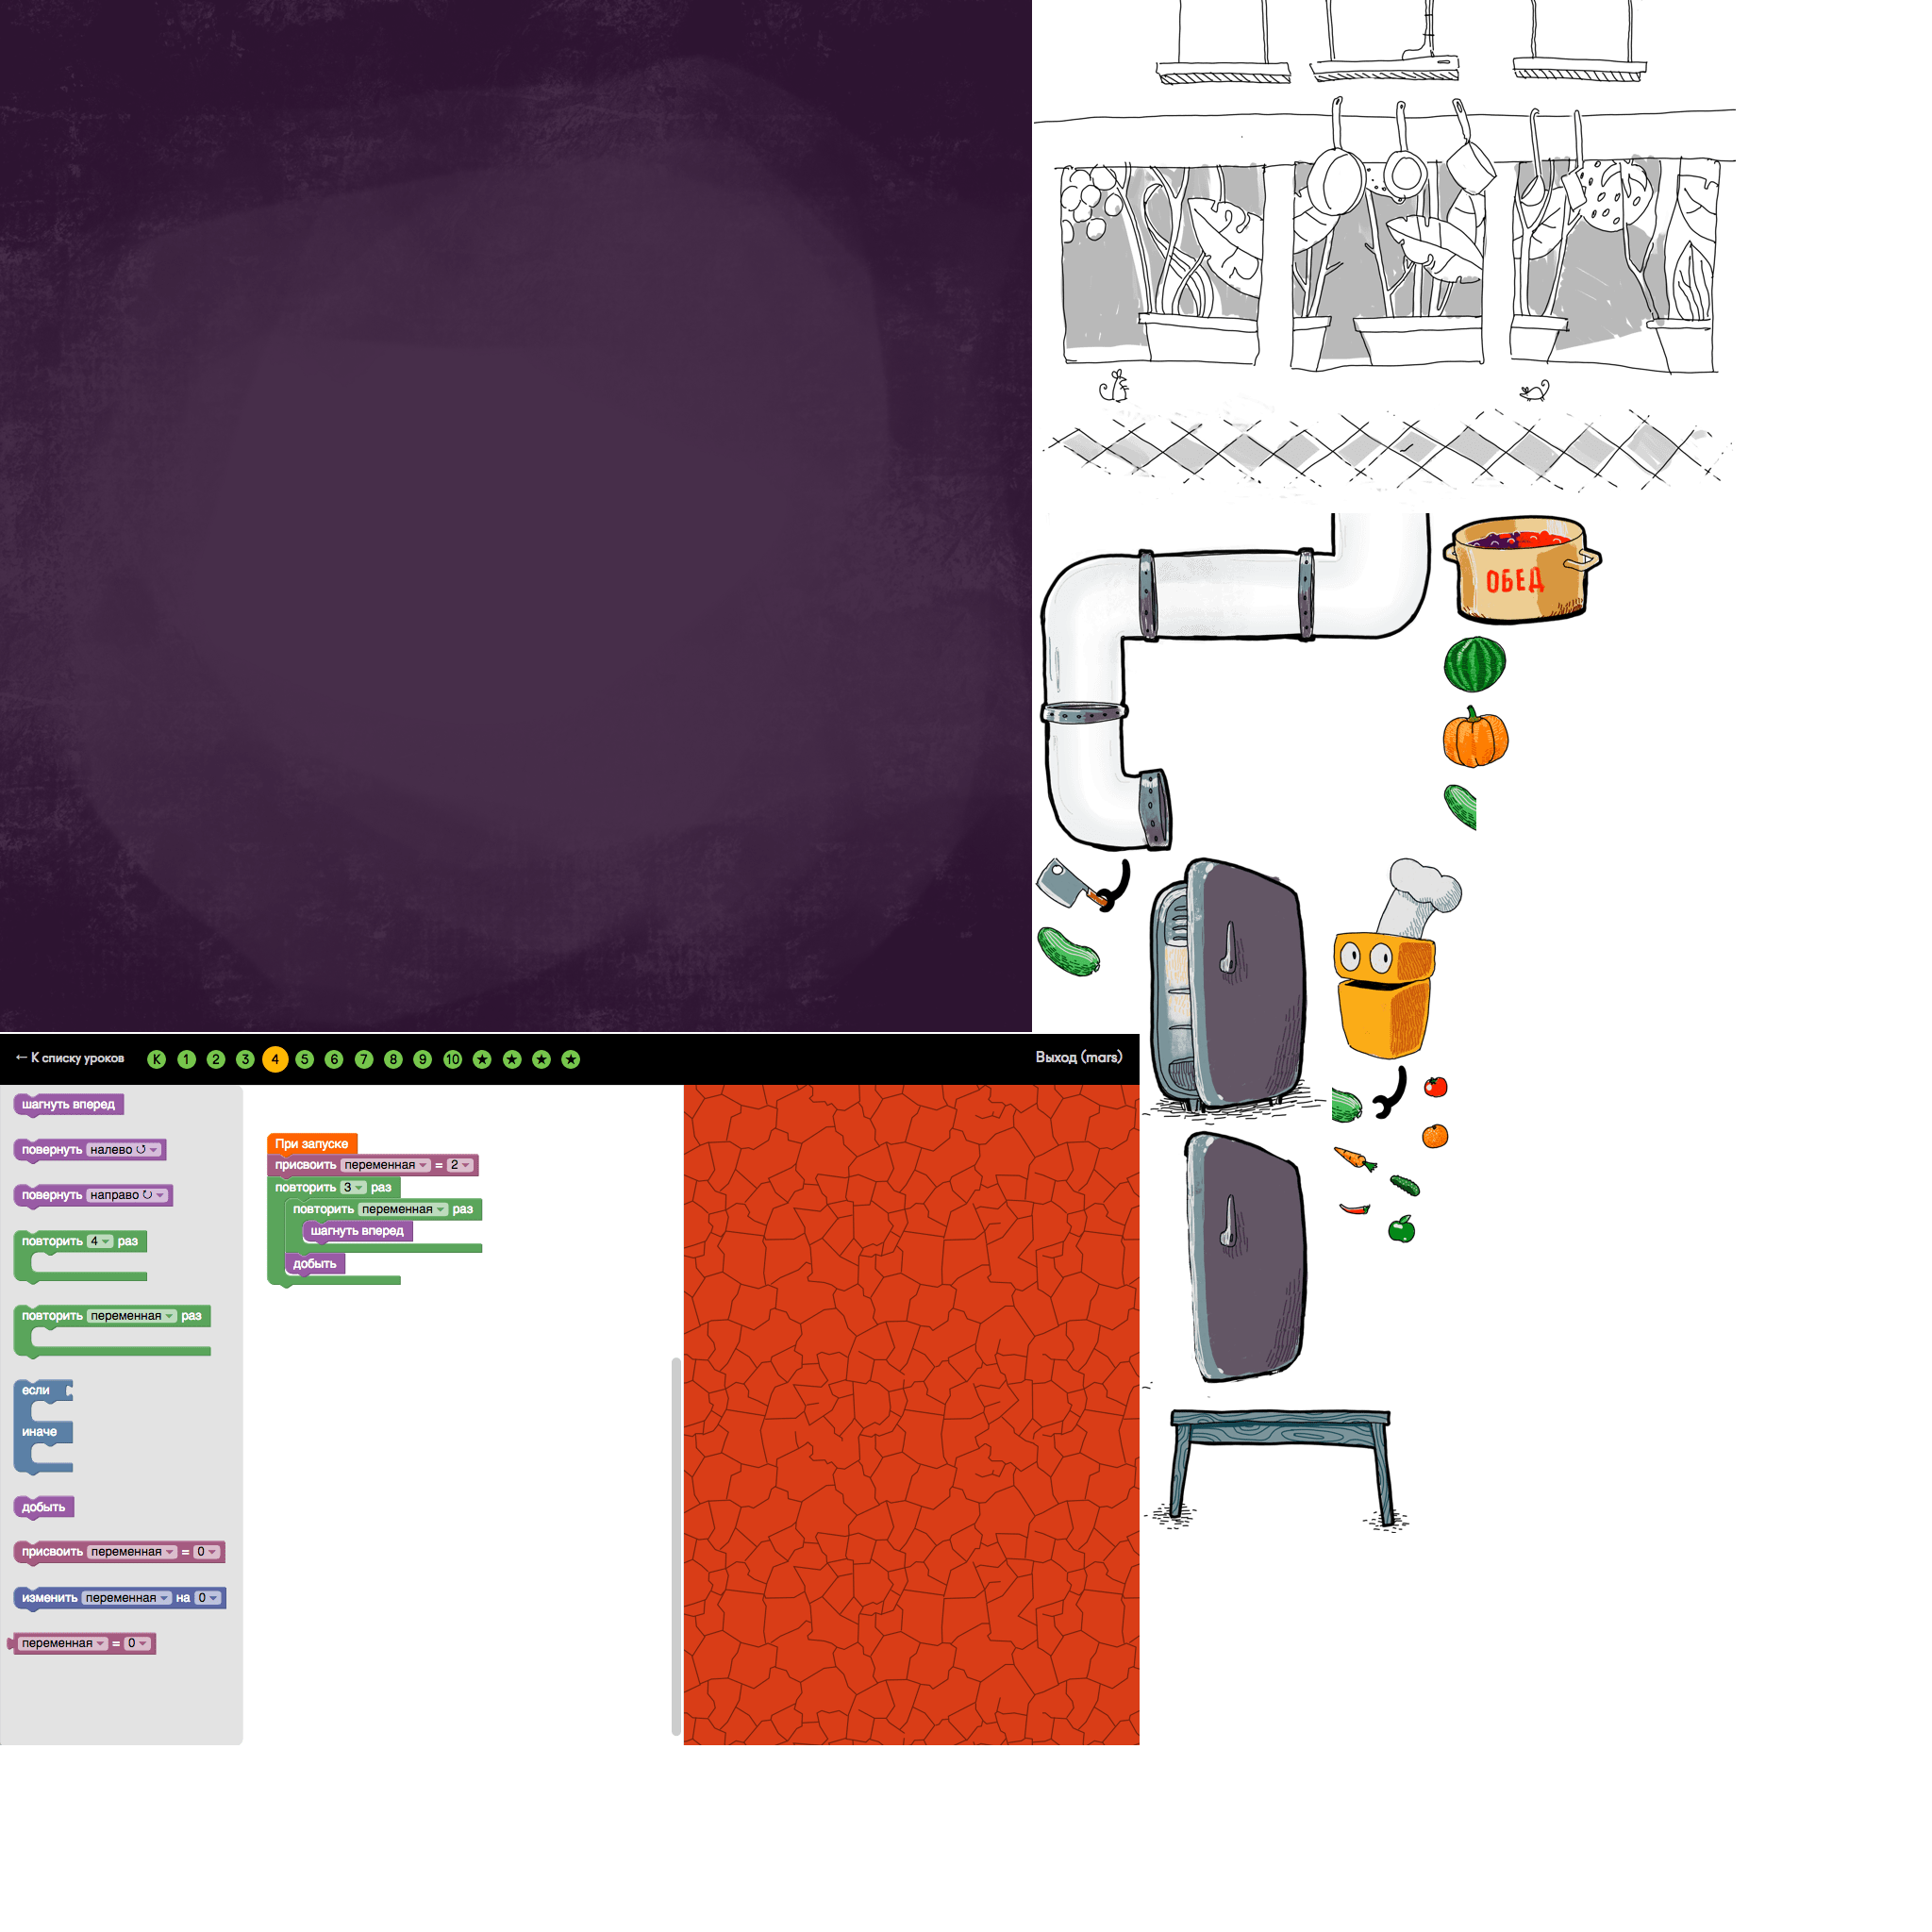 ОБЕД
← К списку уроков K 1 2 3 4 5 6 7 8 9 10 ★ ★ ★ ★ Выход (mars)
шагнуть вперед
повернуть налево
повернуть направо
повторить 4 раз
повторить переменная раз
если
иначе
добыть
присвоить переменная = 0
изменить переменная на 0
переменная = 0
При запуске
присвоить переменная = 2
повторить 3 раз
повторить переменная раз
шагнуть вперед
добыть